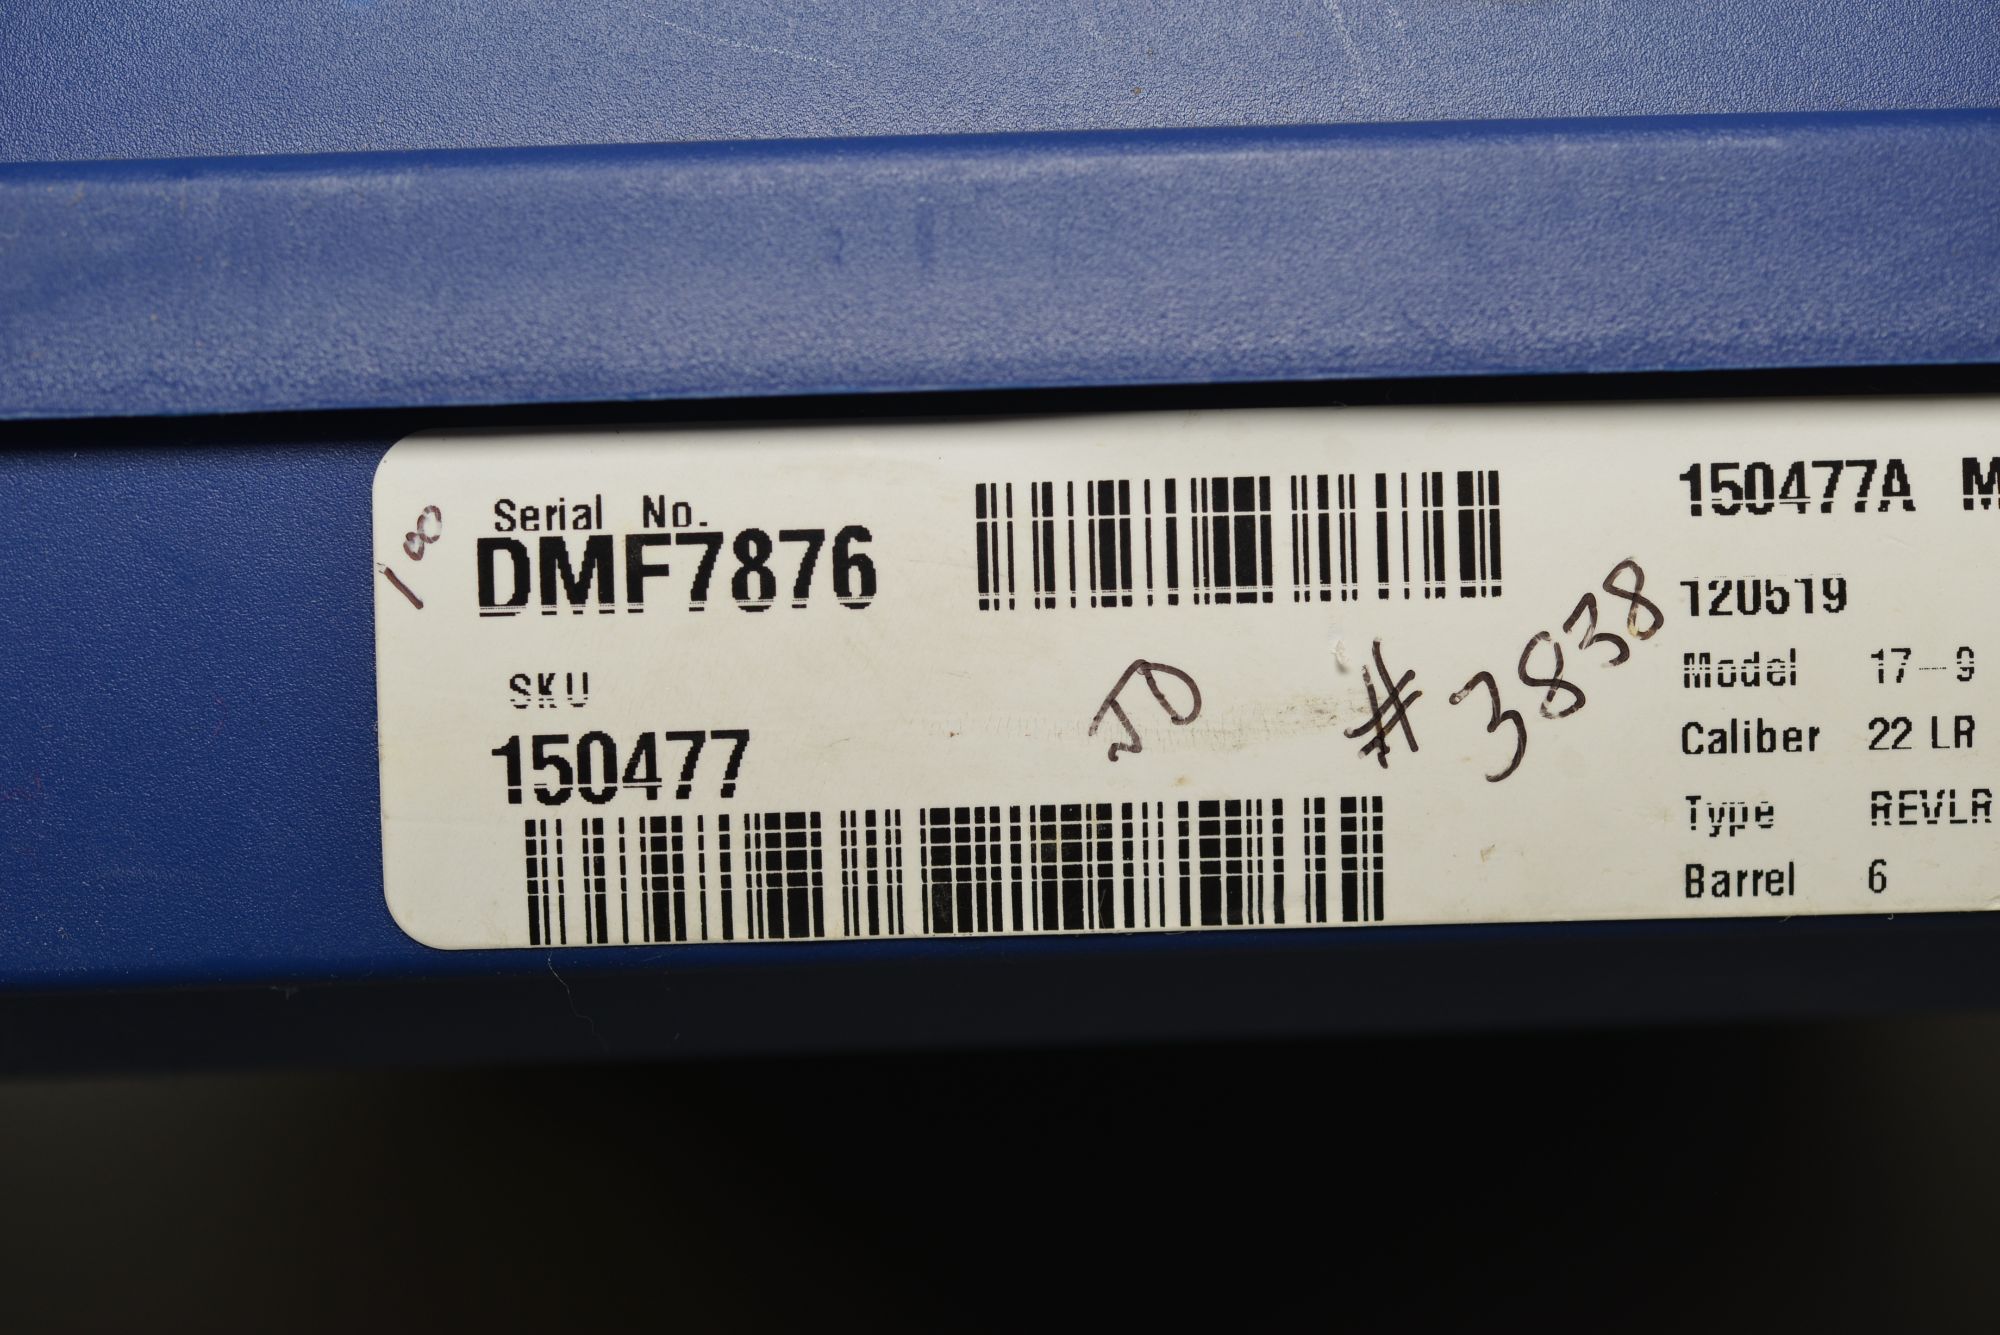 100
Serial No.
DMF7876
SKU
150477
JD
# 3838
150477A M
120519
Model 17-9
Caliber 22 LR
Type REVLR
Barrel 6